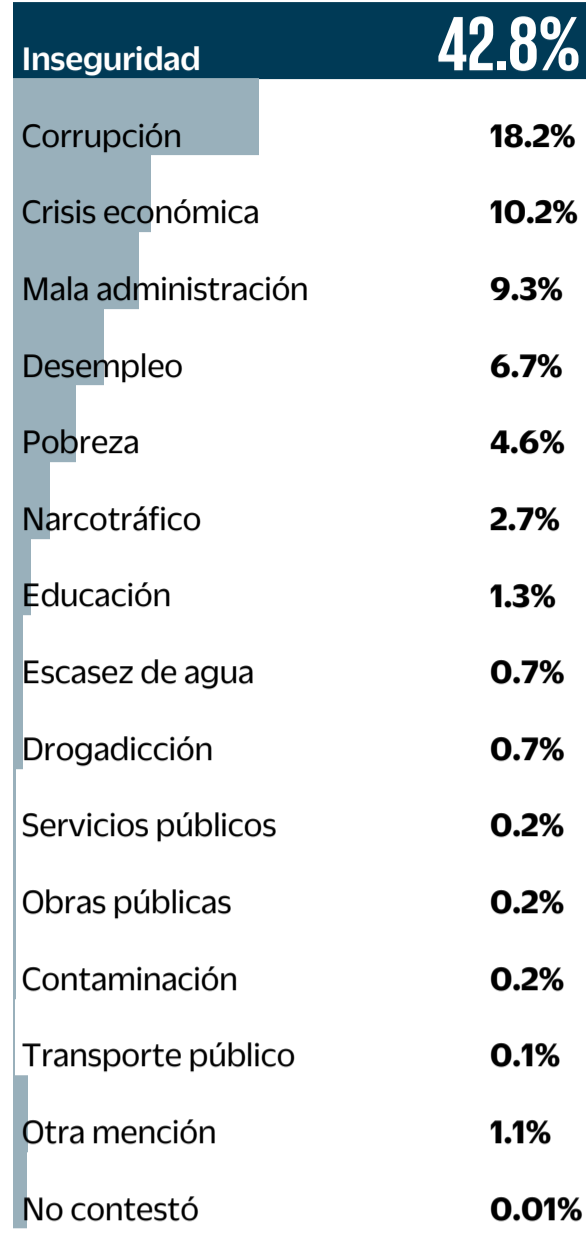 Inseguridad 42.8%
Corrupción 18.2%
Crisis económica 10.2%
Mala administración 9.3%
Desempleo 6.7%
Pobreza 4.6%
Narcotráfico 2.7%
Educación 1.3%
Escasez de agua 0.7%
Drogadicción 0.7%
Servicios públicos 0.2%
Obras públicas 0.2%
Contaminación 0.2%
Transporte público 0.1%
Otra mención 1.1%
No contestó 0.01%